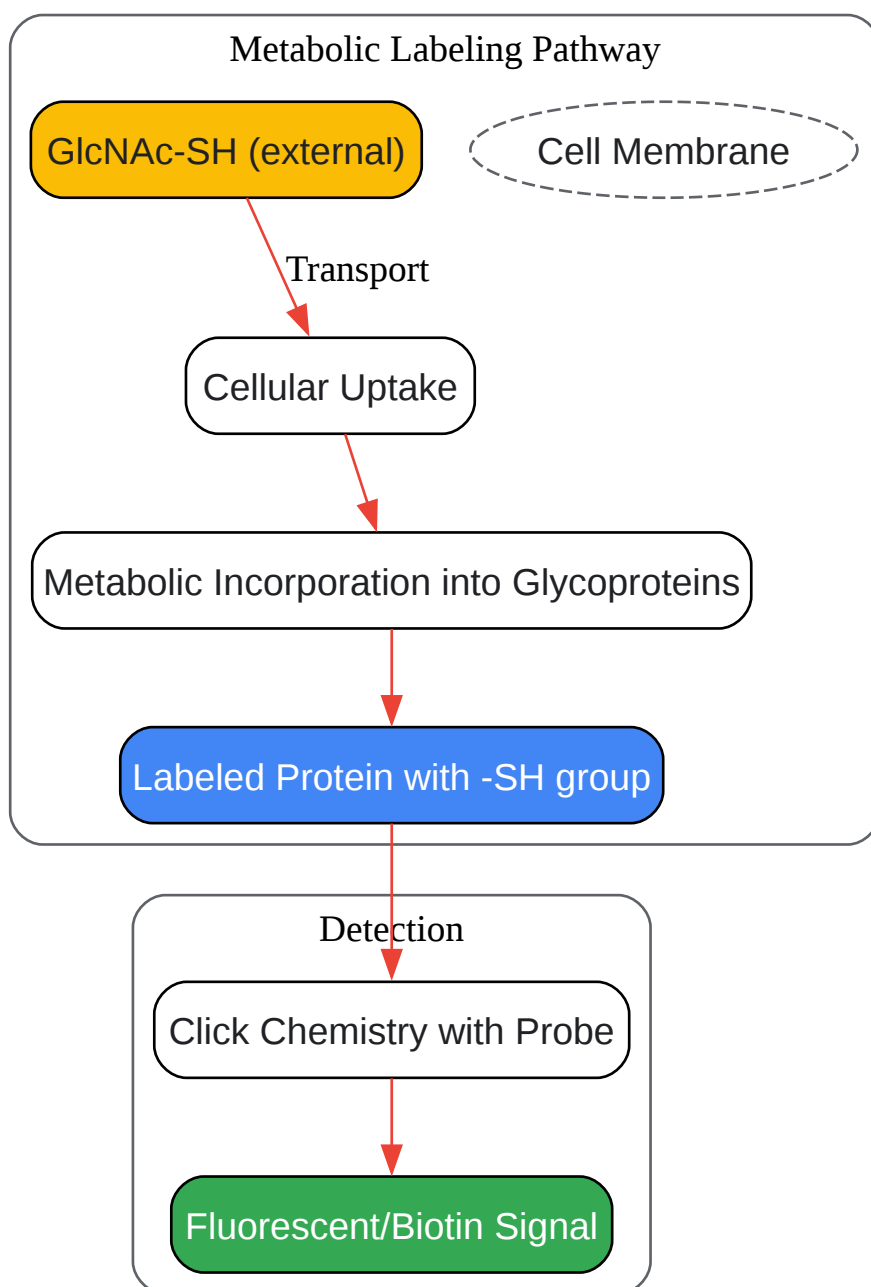 Metabolic Labeling Pathway
GlcNAc-SH (external)
Cell Membrane
Transport
Cellular Uptake
Metabolic Incorporation into Glycoproteins
Labeled Protein with -SH group
Detection
Click Chemistry with Probe
Fluorescent/Biotin Signal